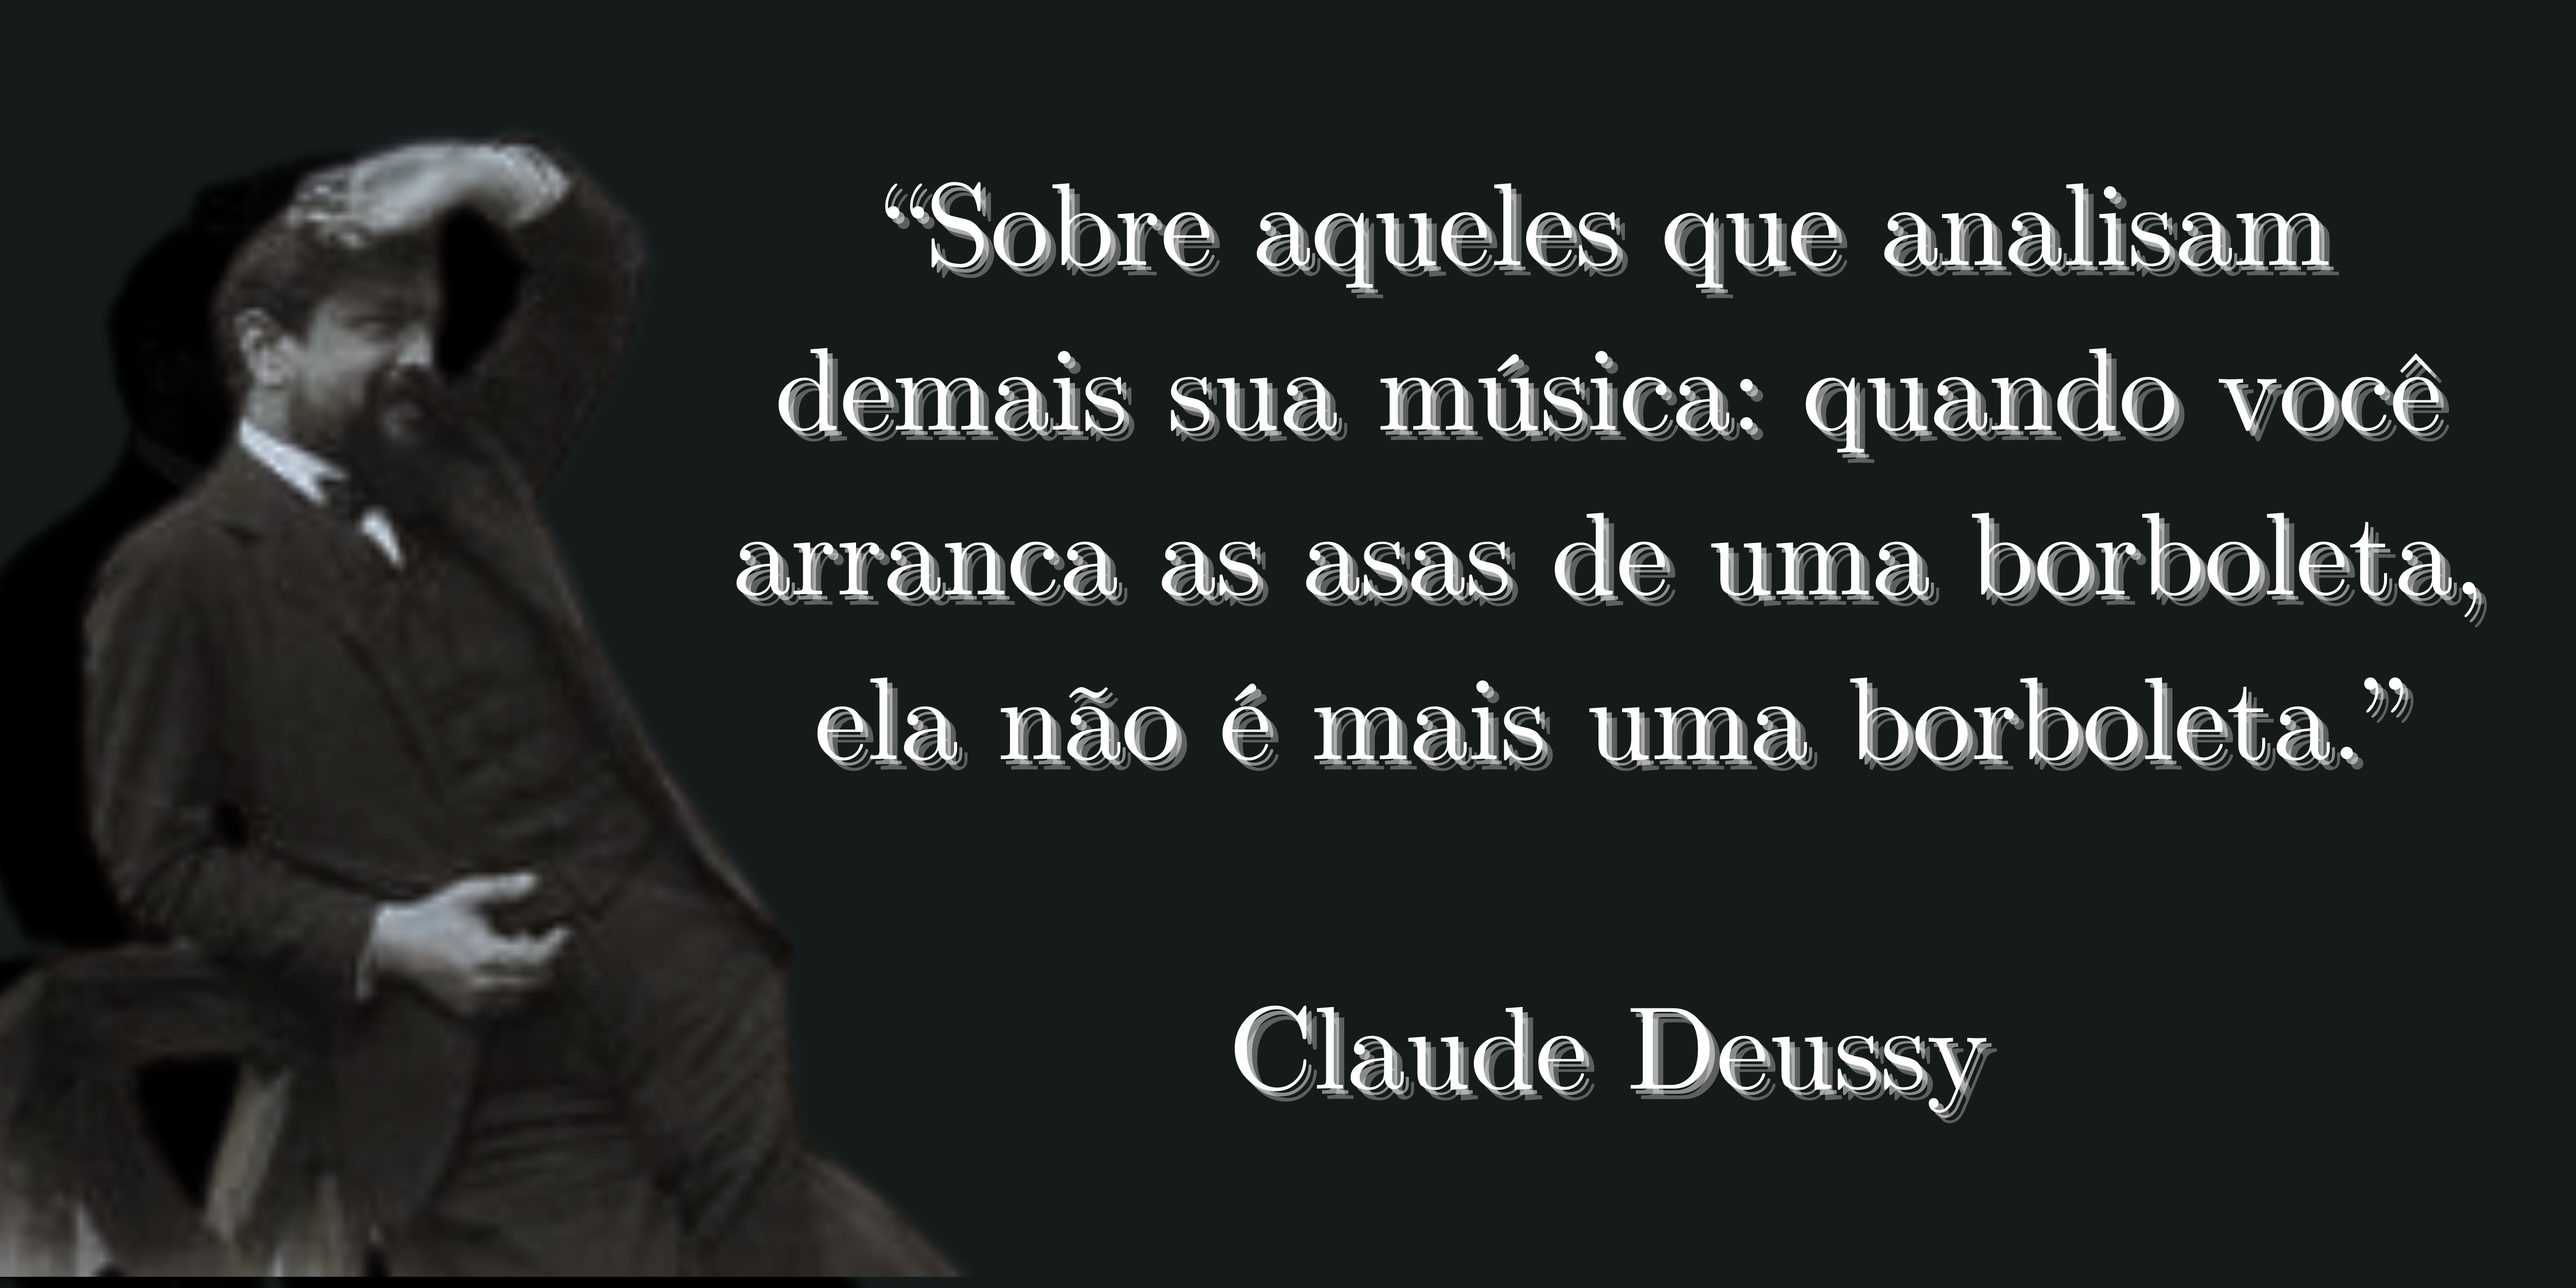 “Sobre aqueles que analisam
demais sua música: quando você
arranca as asas de uma borboleta,
ela não é mais uma borboleta.”
Claude Deussy